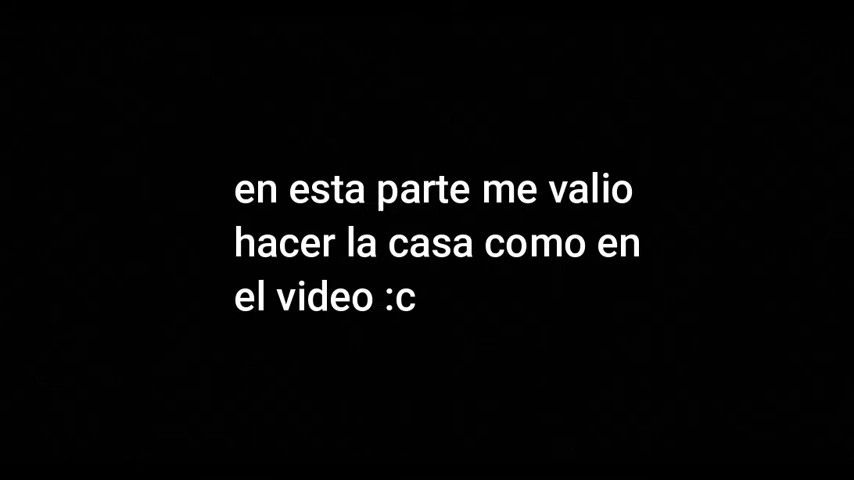 en esta parte me valio
hacer la casa como en
el video :c